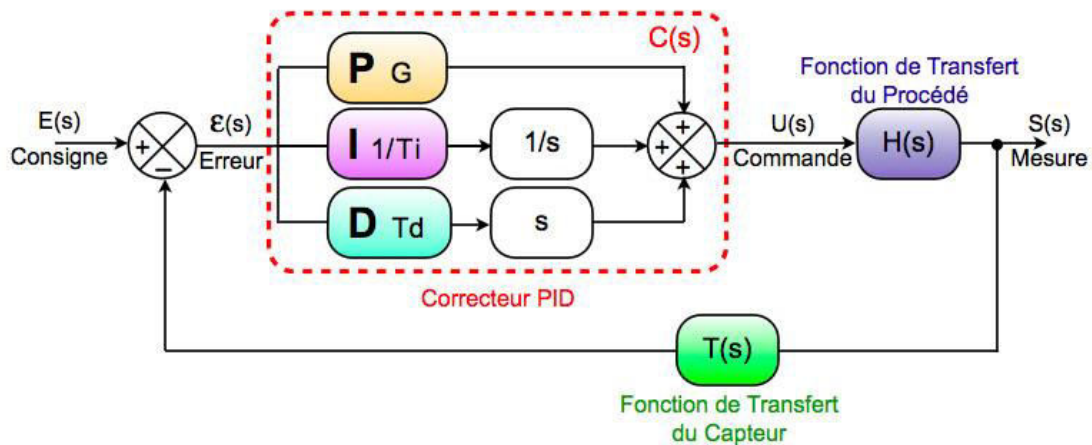 C(s)
P G
Fonction de Transfert
du Procédé
E(s)
Consigne
+
−
ε(s)
Erreur
I 1/Ti
1/s
+
+
+
U(s)
Commande
H(s)
S(s)
Mesure
D Td
s
Correcteur PID
T(s)
Fonction de Transfert
du Capteur